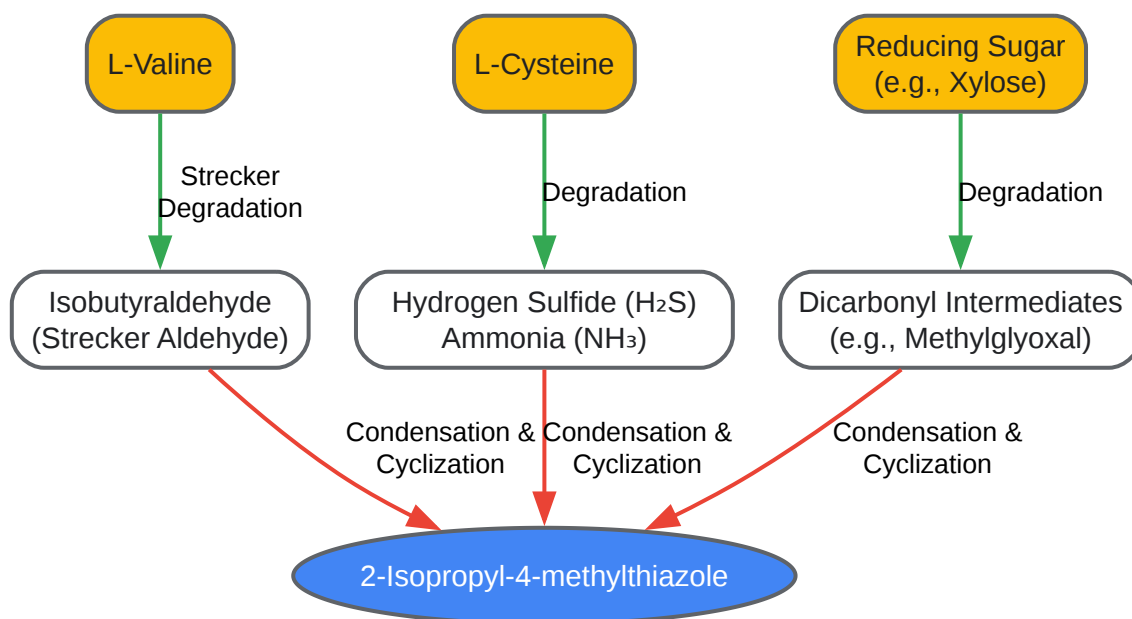 L-Valine
L-Cysteine
Reducing Sugar
(e.g., Xylose)
Strecker
Degradation
Degradation
Degradation
Isobutyraldehyde
(Strecker Aldehyde)
Hydrogen Sulfide (H₂S)
Ammonia (NH₃)
Dicarbonyl Intermediates
(e.g., Methylglyoxal)
Condensation &
Cyclization
Condensation &
Cyclization
Condensation &
Cyclization
2-Isopropyl-4-methylthiazole